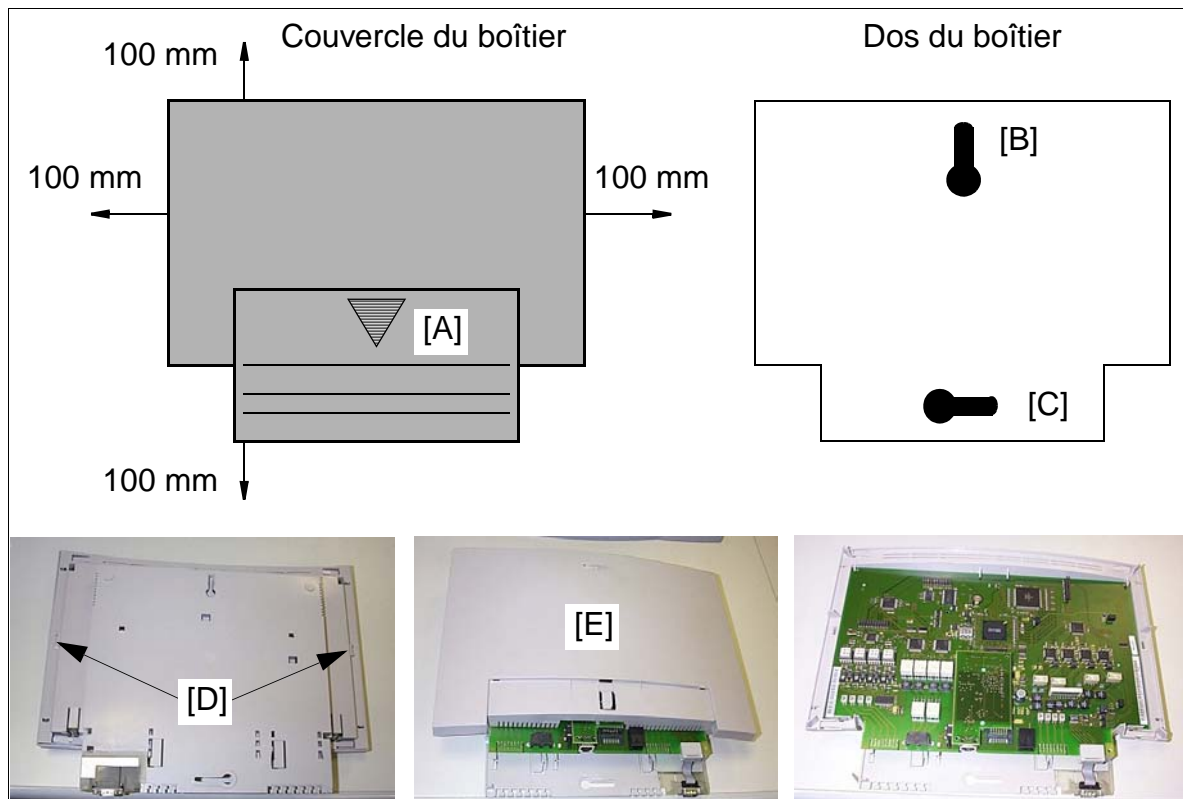 Couvercle du boîtier
Dos du boîtier
100 mm
100 mm
100 mm
[B]
[A]
[C]
100 mm
[D]
[E]